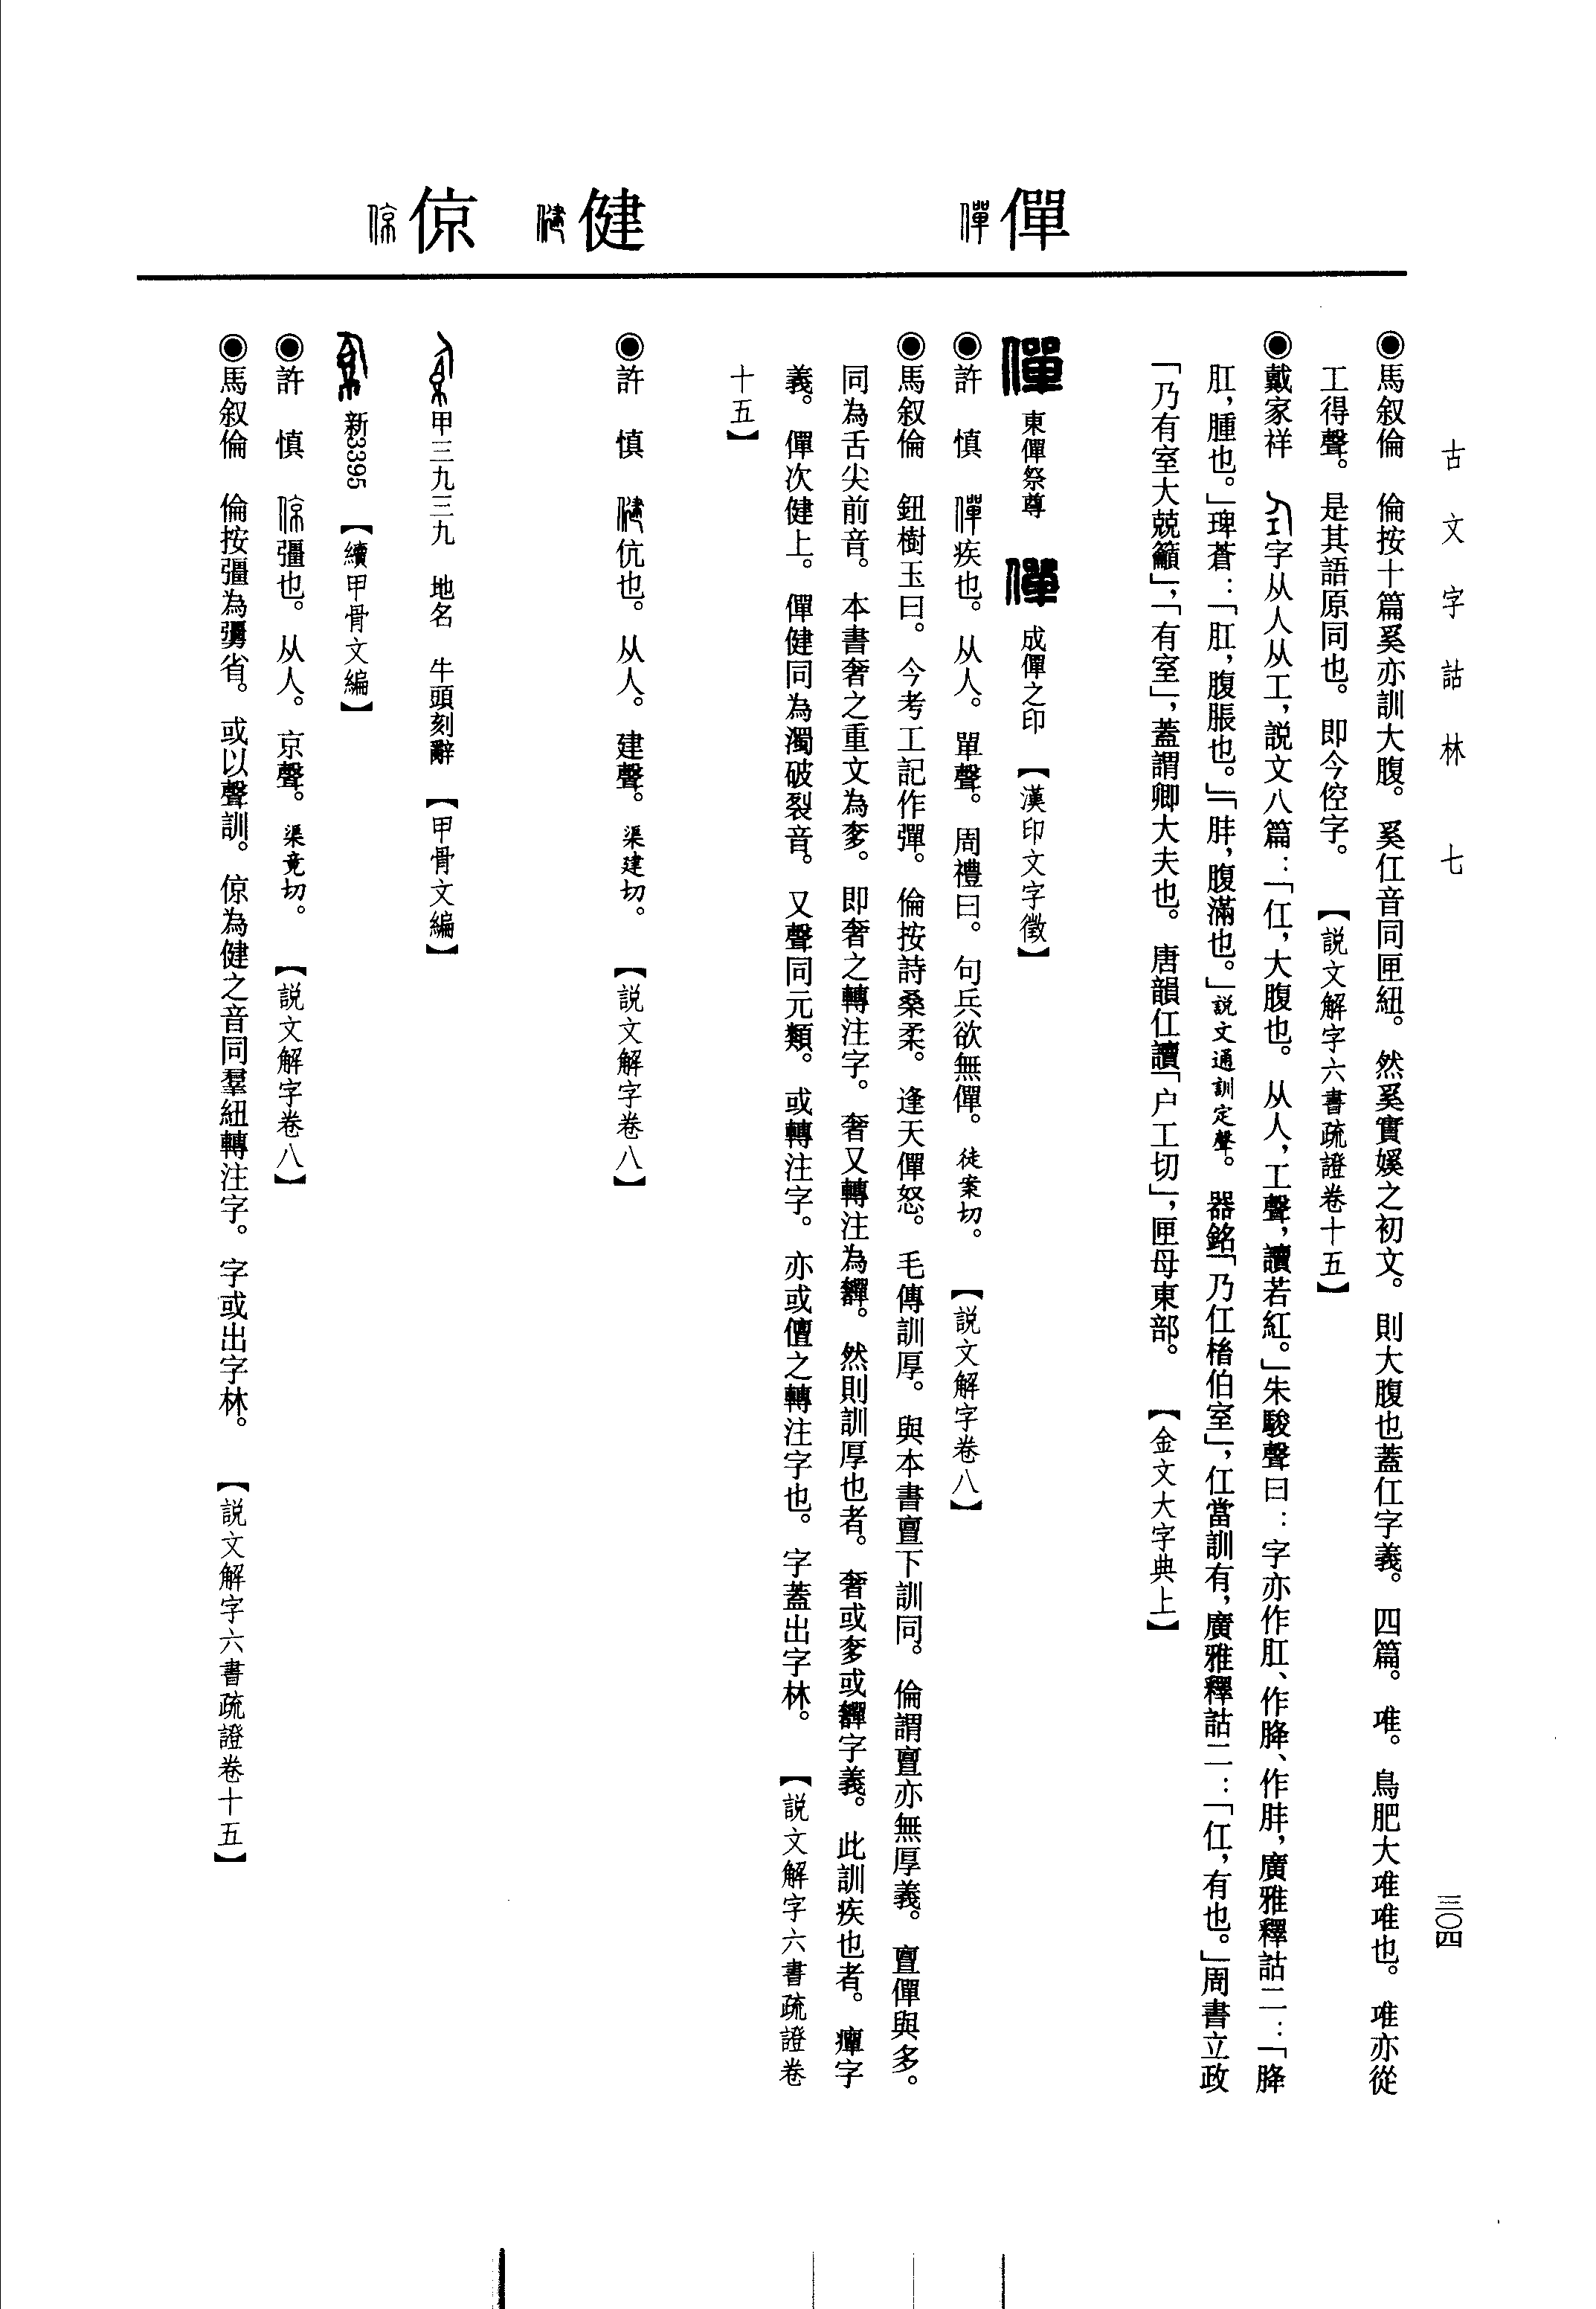 古文字詁林 七
三〇四
◉馬叙倫 倫按十篇奚亦訓大腹。奚仜音同匣紐。然奚實媛之初文。則大腹也蓋仜字義。四篇。琟。鳥肥大琟琟也。琟亦從
工得聲。是其語原同也。即今倥字。 【説文解字六書疏證卷十五】
◉戴家祥 字从人从工,説文八篇:「仜,大腹也。从人,工聲,讀若紅。」朱駿聲曰:字亦作肛、作胮、作肨,廣雅釋詁二:「胮
肛,腫也。」埤蒼:「肛,腹脹也。」「肨,腹滿也。」説文通訓定聲。器銘「乃仜㮛伯室」,仜當訓有,廣雅釋詁二:「仜,有也。」周書立政
「乃有室大兢籲」,「有室」,蓋謂卿大夫也。唐韻仜讀「户工切」,匣母東部。 【金文大字典上】
僤 僤
東僤祭尊 成僤之印 【漢印文字徵】
◉許 慎 僤疾也。从人。單聲。周禮曰。句兵欲無僤。徒案切。 【説文解字卷八】
◉馬叙倫 鈕樹玉曰。今考工記作彈。倫按詩桑柔。逢天僤怒。毛傳訓厚。與本書亶下訓同。倫謂亶亦無厚義。亶僤與多。
同為舌尖前音。本書奢之重文為奓。即奢之轉注字。奢又轉注為奲。然則訓厚也者。奢或奓或奲字義。此訓疾也者。癉字
義。僤次健上。僤健同為濁破裂音。又聲同元類。或轉注字。亦或儃之轉注字也。字蓋出字林。 【説文解字六書疏證卷
十五】
健 健
◉許 慎 健伉也。从人。建聲。渠建切。 【説文解字卷八】
倞 倞
甲三九三九 地名 牛頭刻辭 【甲骨文編】
新3395 【續甲骨文編】
◉許 慎 倞彊也。从人。京聲。渠竟切。 【説文解字卷八】
◉馬叙倫 倫按彊為勥省。或以聲訓。倞為健之音同羣紐轉注字。字或出字林。 【説文解字六書疏證卷十五】